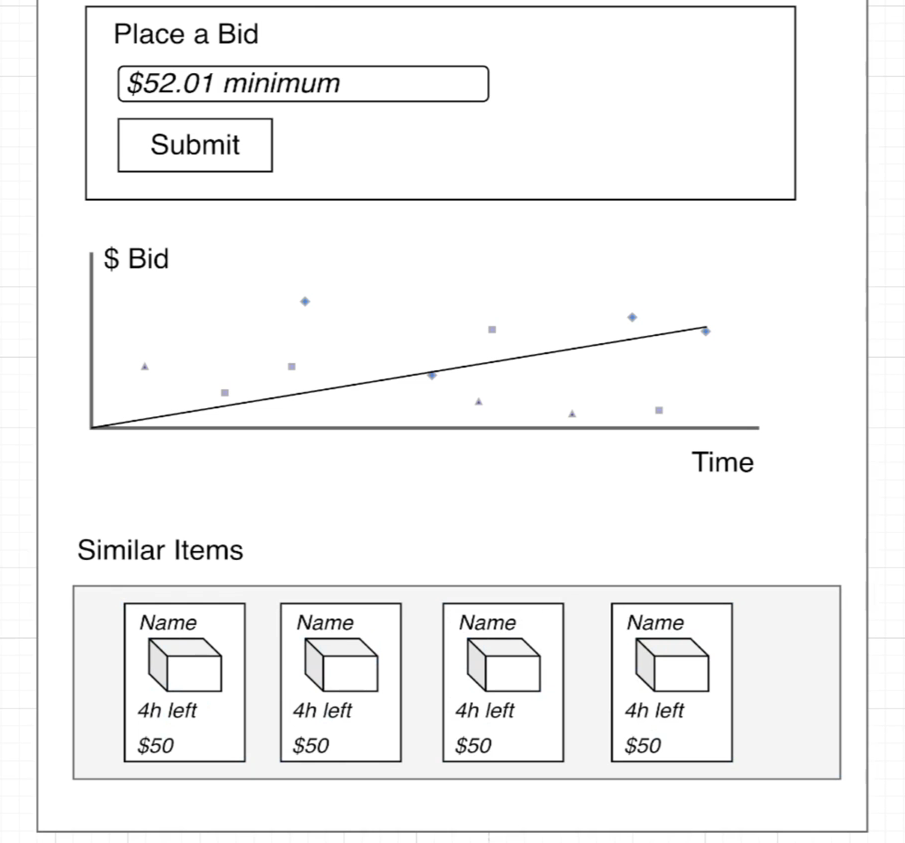 Place a Bid
$52.01 minimum
Submit
$ Bid
Time
Similar Items
Name
4h left
$50
Name
4h left
$50
Name
4h left
$50
Name
4h left
$50